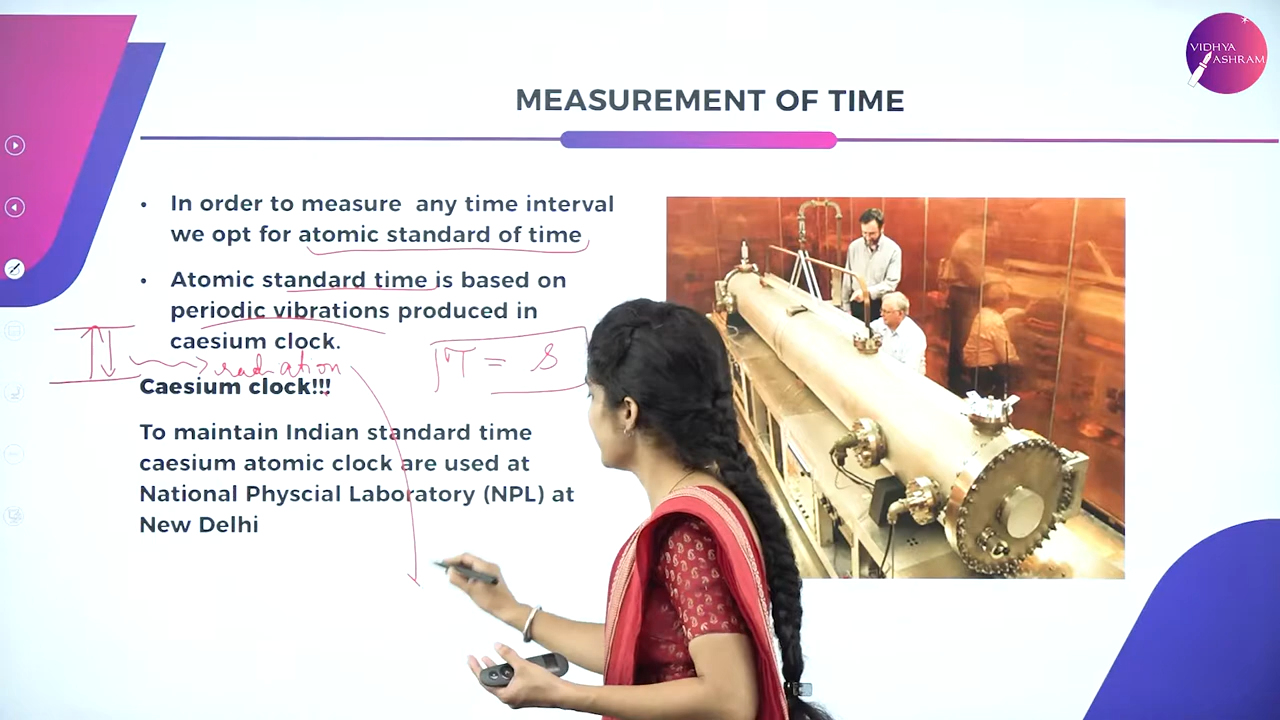 VIDHYA
ASHRAM
MEASUREMENT OF TIME
• In order to measure any time interval
we opt for atomic standard of time
• Atomic standard time is based on
periodic vibrations produced in
caesium clock.
radiation
T = s
Caesium clock!!!
To maintain Indian standard time
caesium atomic clock are used at
National Physcial Laboratory (NPL) at
New Delhi